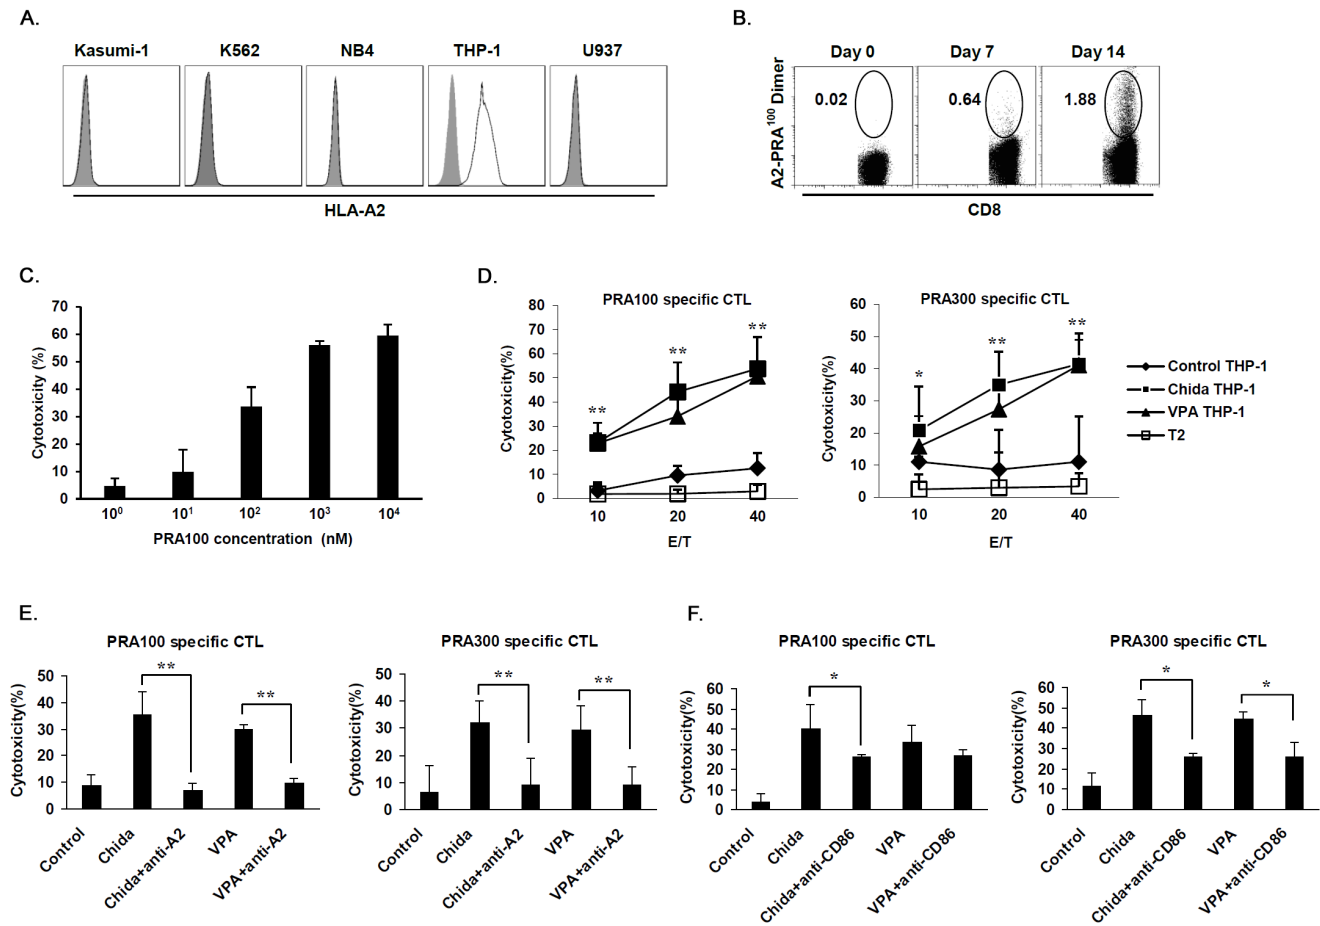 A.
Kasumi-1 K562 NB4 THP-1 U937
HLA-A2
B.
Day 0 Day 7 Day 14
A2-PRA100 Dimer
0.02 0.64 1.88
CD8
C.
Cytotoxicity (%)
70
60
50
40
30
20
10
0
10⁰ 10¹ 10² 10³ 10⁴
PRA100 concentration (nM)
D.
PRA100 specific CTL
Cytotoxicity(%)
80
70
60
50
40
30
20
10
0
** ** **
10 20 40
E/T
PRA300 specific CTL
Cytotoxicity(%)
60
50
40
30
20
10
0
* ** **
10 20 40
E/T
Control THP-1
Chida THP-1
VPA THP-1
T2
E.
PRA100 specific CTL
Cytotoxicity(%)
50
40
30
20
10
0
** **
Control Chida Chida+anti-A2 VPA VPA+anti-A2
PRA300 specific CTL
Cytotoxicity(%)
50
40
30
20
10
0
** **
Control Chida Chida+anti-A2 VPA VPA+anti-A2
F.
PRA100 specific CTL
Cytotoxicity(%)
60
50
40
30
20
10
0
*
Control Chida Chida+anti-CD86 VPA VPA+anti-CD86
PRA300 specific CTL
Cytotoxicity(%)
60
50
40
30
20
10
0
* *
Control Chida Chida+anti-CD86 VPA VPA+anti-CD86